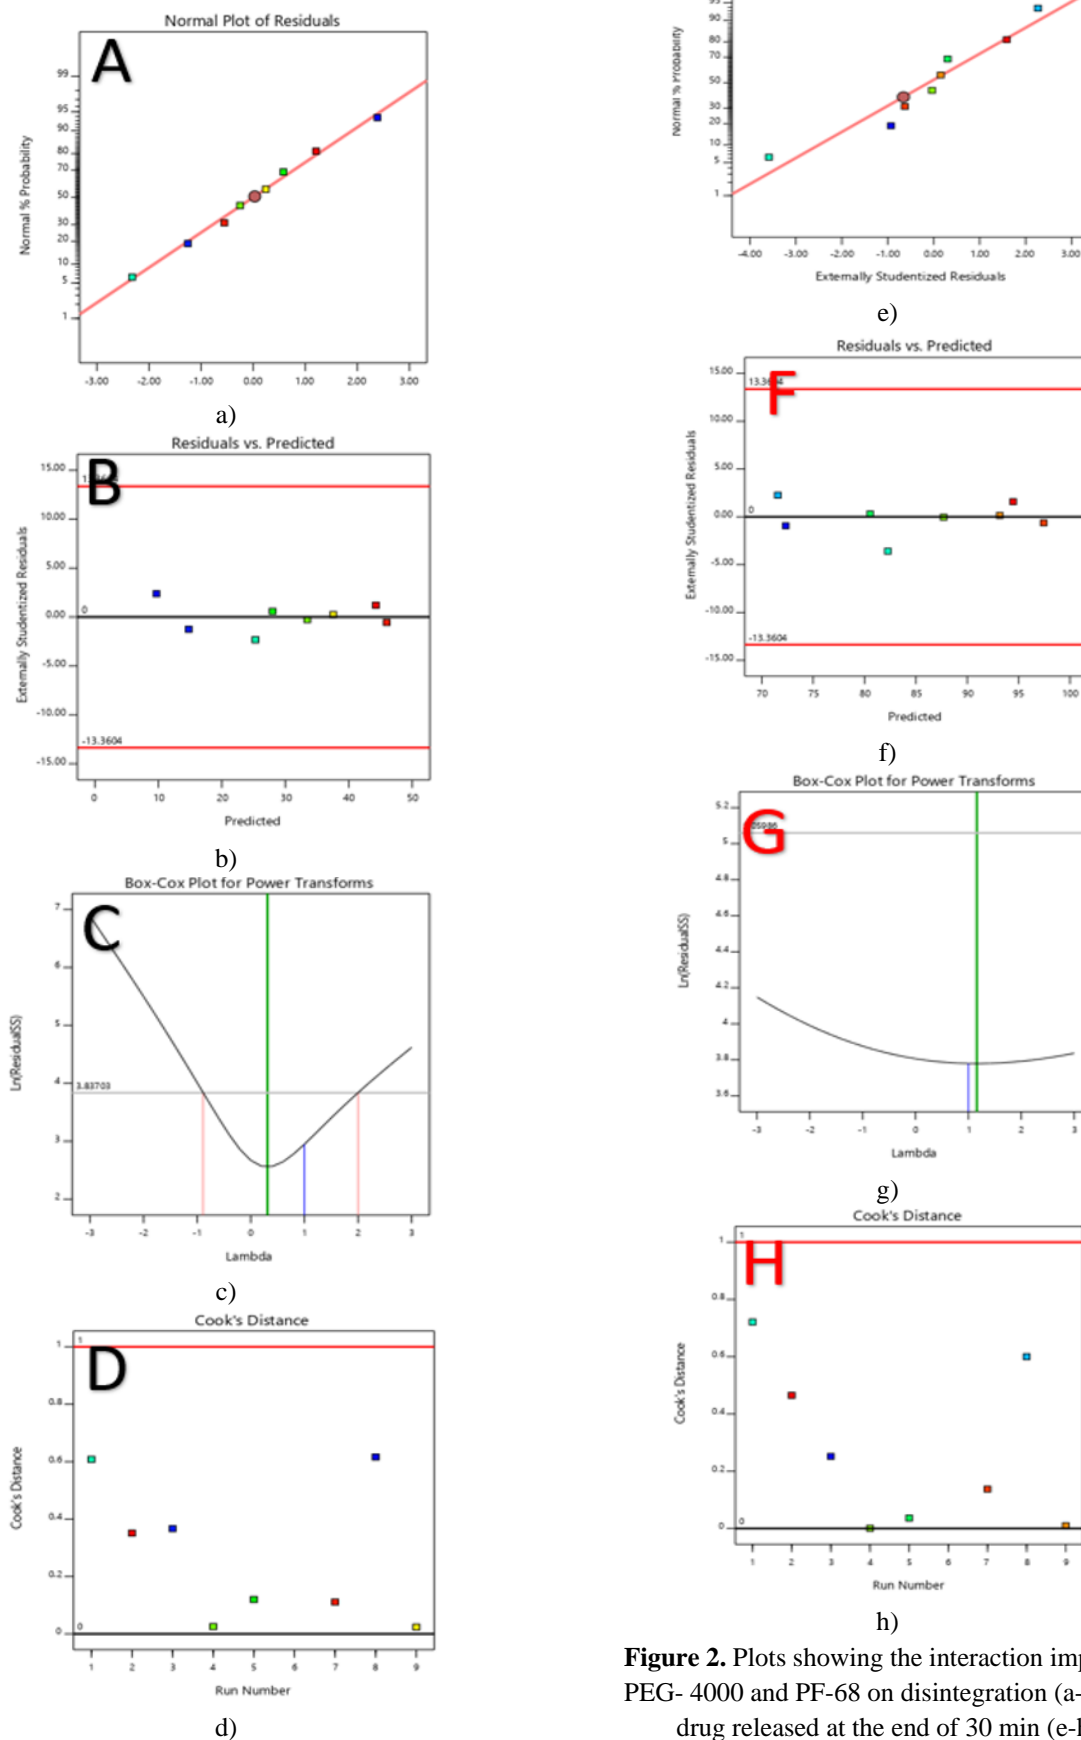 Normal Plot of Residuals
A
Normal % Probability
99
95
90
80
70
50
30
20
10
5
1
-3.00 -2.00 -1.00 0.00 1.00 2.00 3.00
a)
Residuals vs. Predicted
B
Externally Studentized Residuals
15.00
10.00
5.00
0.00
-5.00
-10.00
-15.00
0
-13.3604
0 10 20 30 40 50
Predicted
b)
Box-Cox Plot for Power Transforms
C
Ln(ResidualSS)
7
6
5
4
3
2
3.83703
-3 -2 -1 0 1 2 3
Lambda
c)
Cook's Distance
D
Cook's Distance
1
0.8
0.6
0.4
0.2
0
1
0
1 2 3 4 5 6 7 8 9
Run Number
d)
Normal % Probability
95
90
80
70
50
30
20
10
5
1
-4.00 -3.00 -2.00 -1.00 0.00 1.00 2.00 3.00
Externally Studentized Residuals
e)
Residuals vs. Predicted
F
Externally Studentized Residuals
15.00
10.00
5.00
0.00
-5.00
-10.00
-15.00
0
-13.3604
70 75 80 85 90 95 100
Predicted
f)
Box-Cox Plot for Power Transforms
G
Ln(ResidualSS)
5.2
5
4.8
4.6
4.4
4.2
4
3.8
3.6
-3 -2 -1 0 1 2 3
Lambda
g)
Cook's Distance
H
Cook's Distance
1
0.8
0.6
0.4
0.2
0
1
0
1 2 3 4 5 6 7 8 9
Run Number
h)
Figure 2. Plots showing the interaction imp
PEG- 4000 and PF-68 on disintegration (a-
drug released at the end of 30 min (e-h